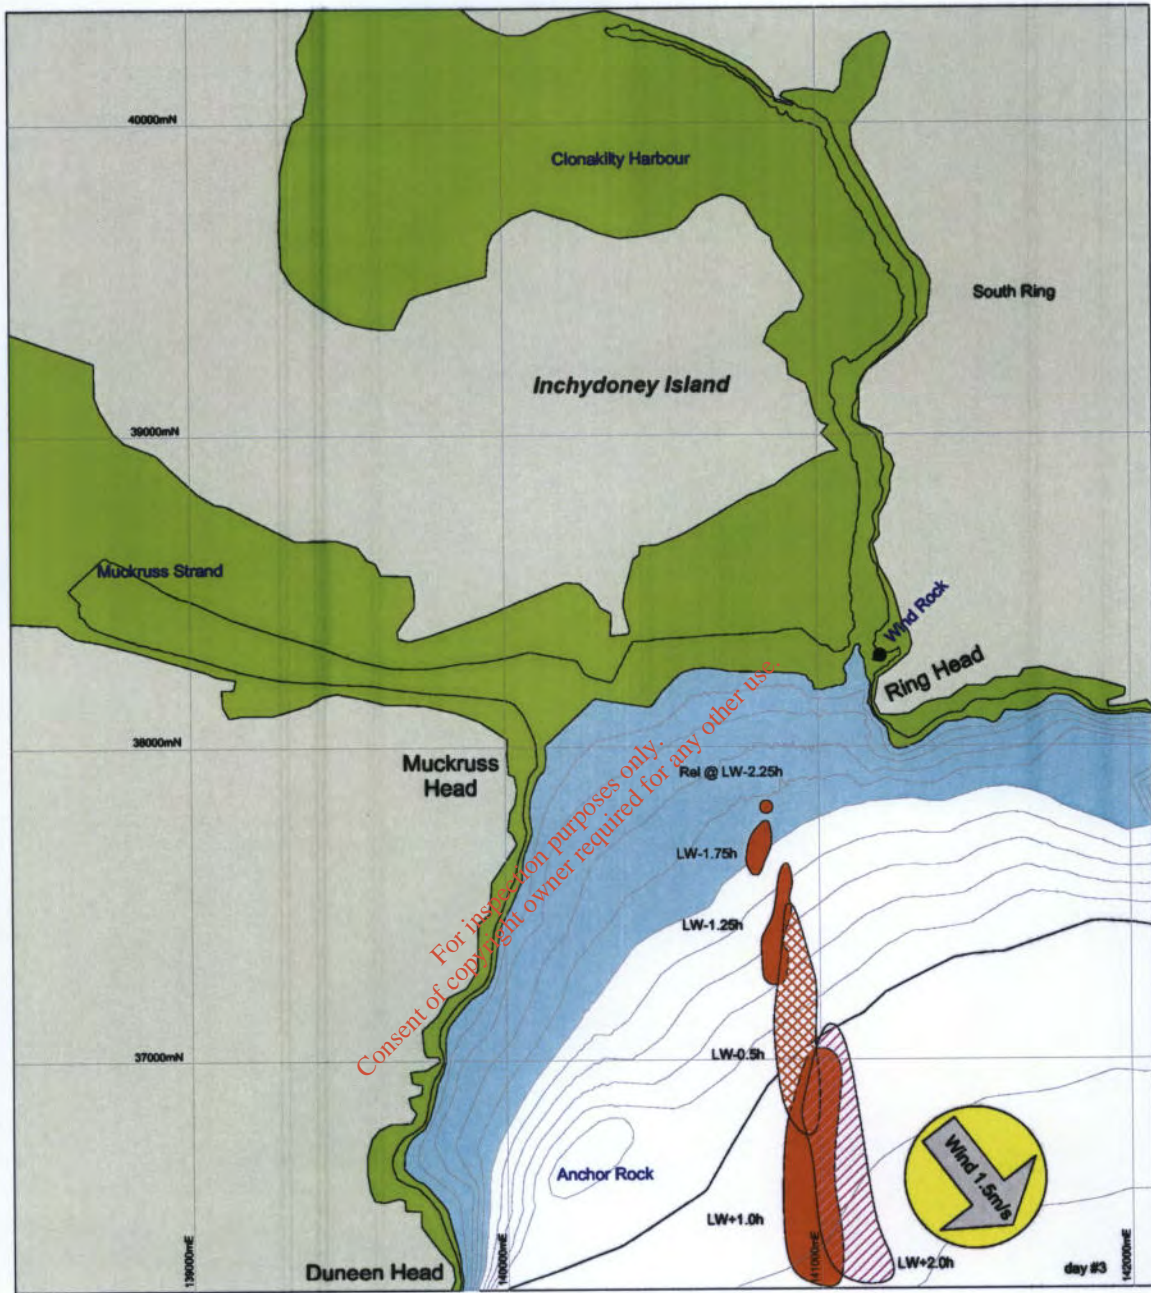 40000mN
Clonakilty Harbour
South Ring
Inchydoney Island
39000mN
Muckruss Strand
Wind Rock
Ring Head
38000mN
Muckruss
Head
Rel @ LW-2.25h
LW-1.75h
LW-1.25h
For inspection purposes only.
Consent of copyright owner required for any other use.
37000mN
LW-0.5h
Anchor Rock
Wind 1.5m/s
LW+1.0h
LW+2.0h
Duneen Head
139000mE
140000mE
141000mE
142000mE
day #3